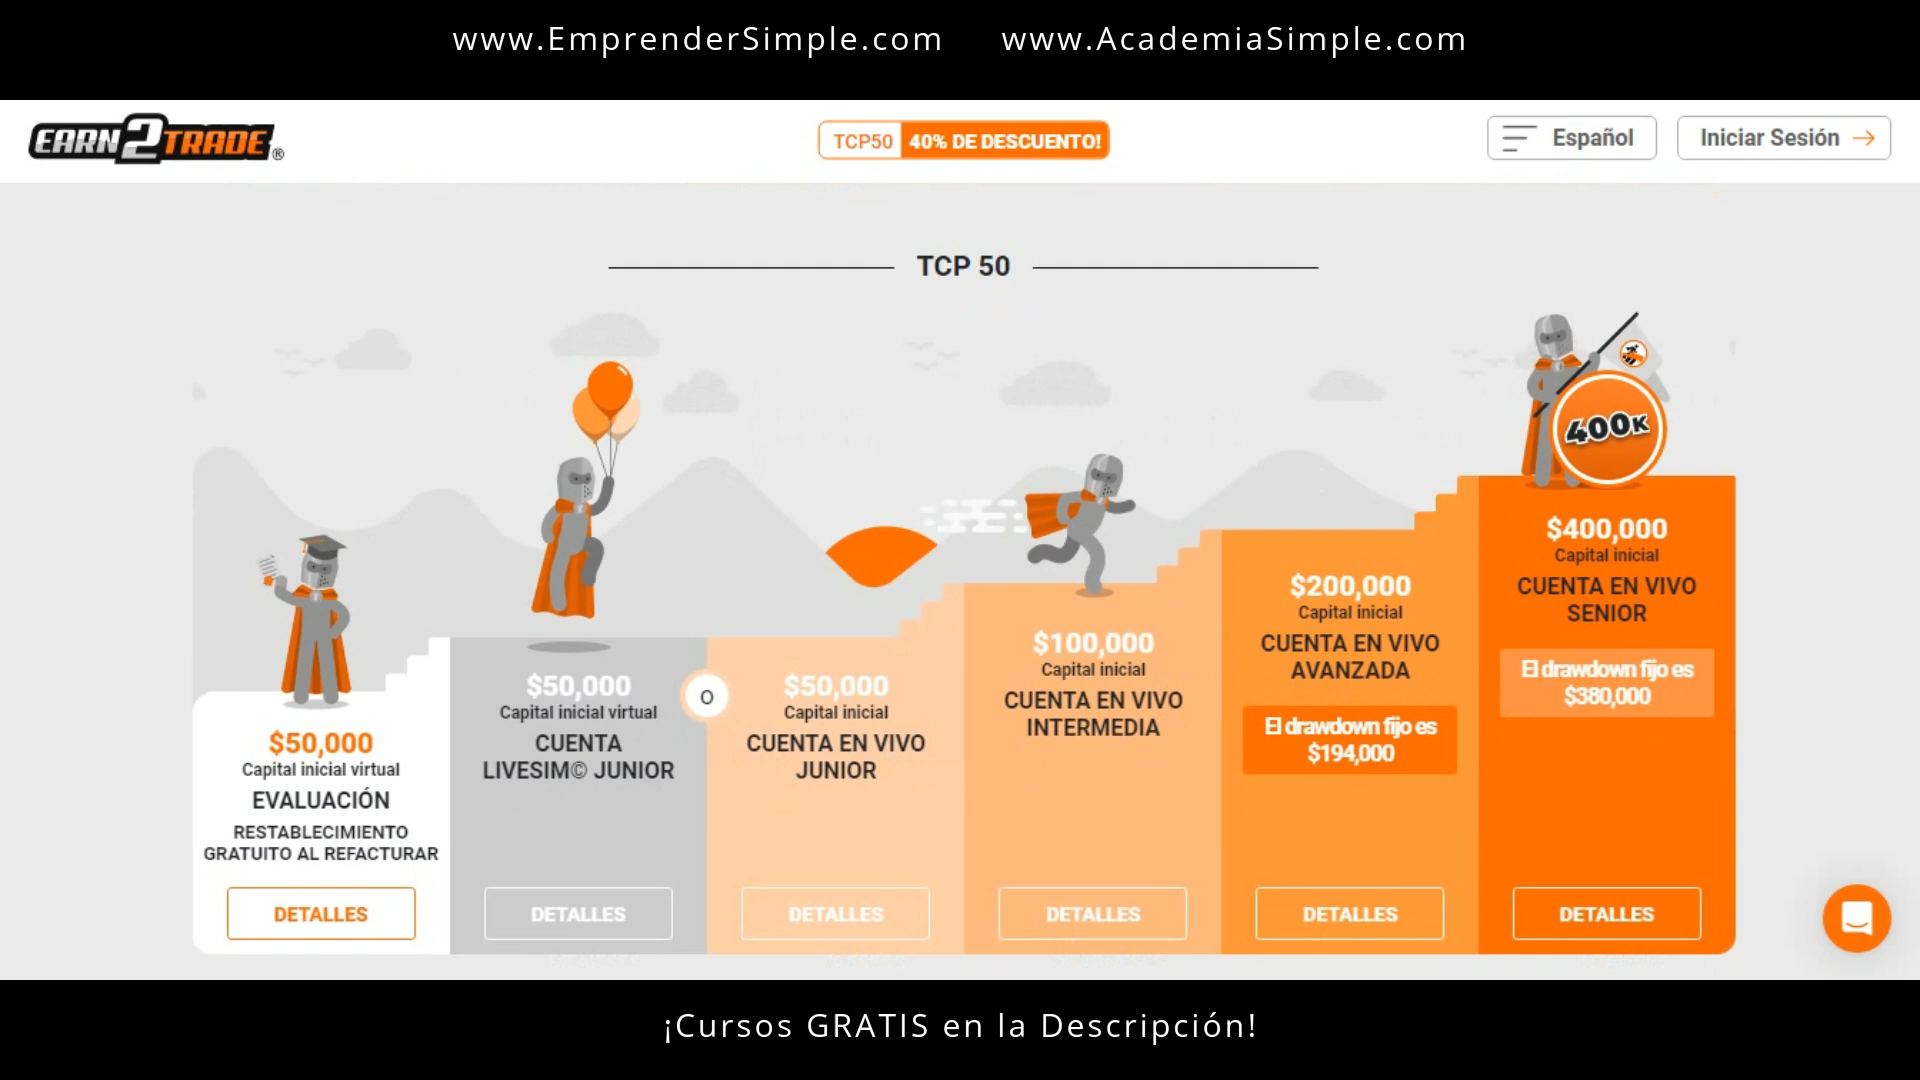 www.EmprenderSimple.com www.AcademiaSimple.com
EARN2TRADE®
TCP50 40% DE DESCUENTO!
Español
Iniciar Sesión
TCP 50
400K
$50,000
Capital inicial virtual
EVALUACIÓN
RESTABLECIMIENTO
GRATUITO AL REFACTURAR
DETALLES
$50,000
Capital inicial virtual
CUENTA
LIVESIM© JUNIOR
DETALLES
O
$50,000
Capital inicial
CUENTA EN VIVO
JUNIOR
DETALLES
$100,000
Capital inicial
CUENTA EN VIVO
INTERMEDIA
DETALLES
$200,000
Capital inicial
CUENTA EN VIVO
AVANZADA
El drawdown fijo es
$194,000
DETALLES
$400,000
Capital inicial
CUENTA EN VIVO
SENIOR
El drawdown fijo es
$380,000
DETALLES
¡Cursos GRATIS en la Descripción!